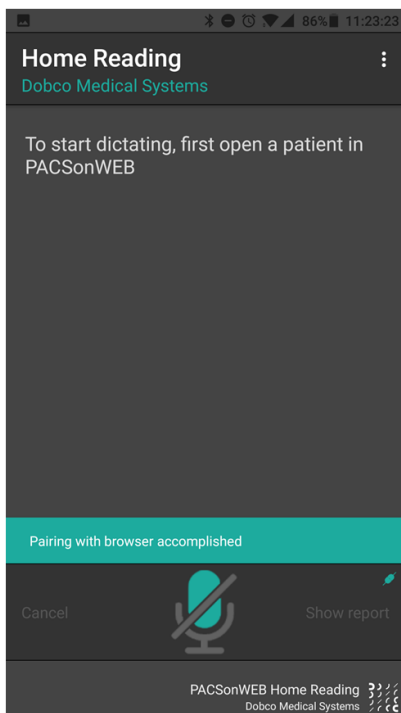 86% 11:23:23
Home Reading
Dobco Medical Systems
To start dictating, first open a patient in
PACSonWEB
Pairing with browser accomplished
Cancel
Show report
PACSonWEB Home Reading
Dobco Medical Systems